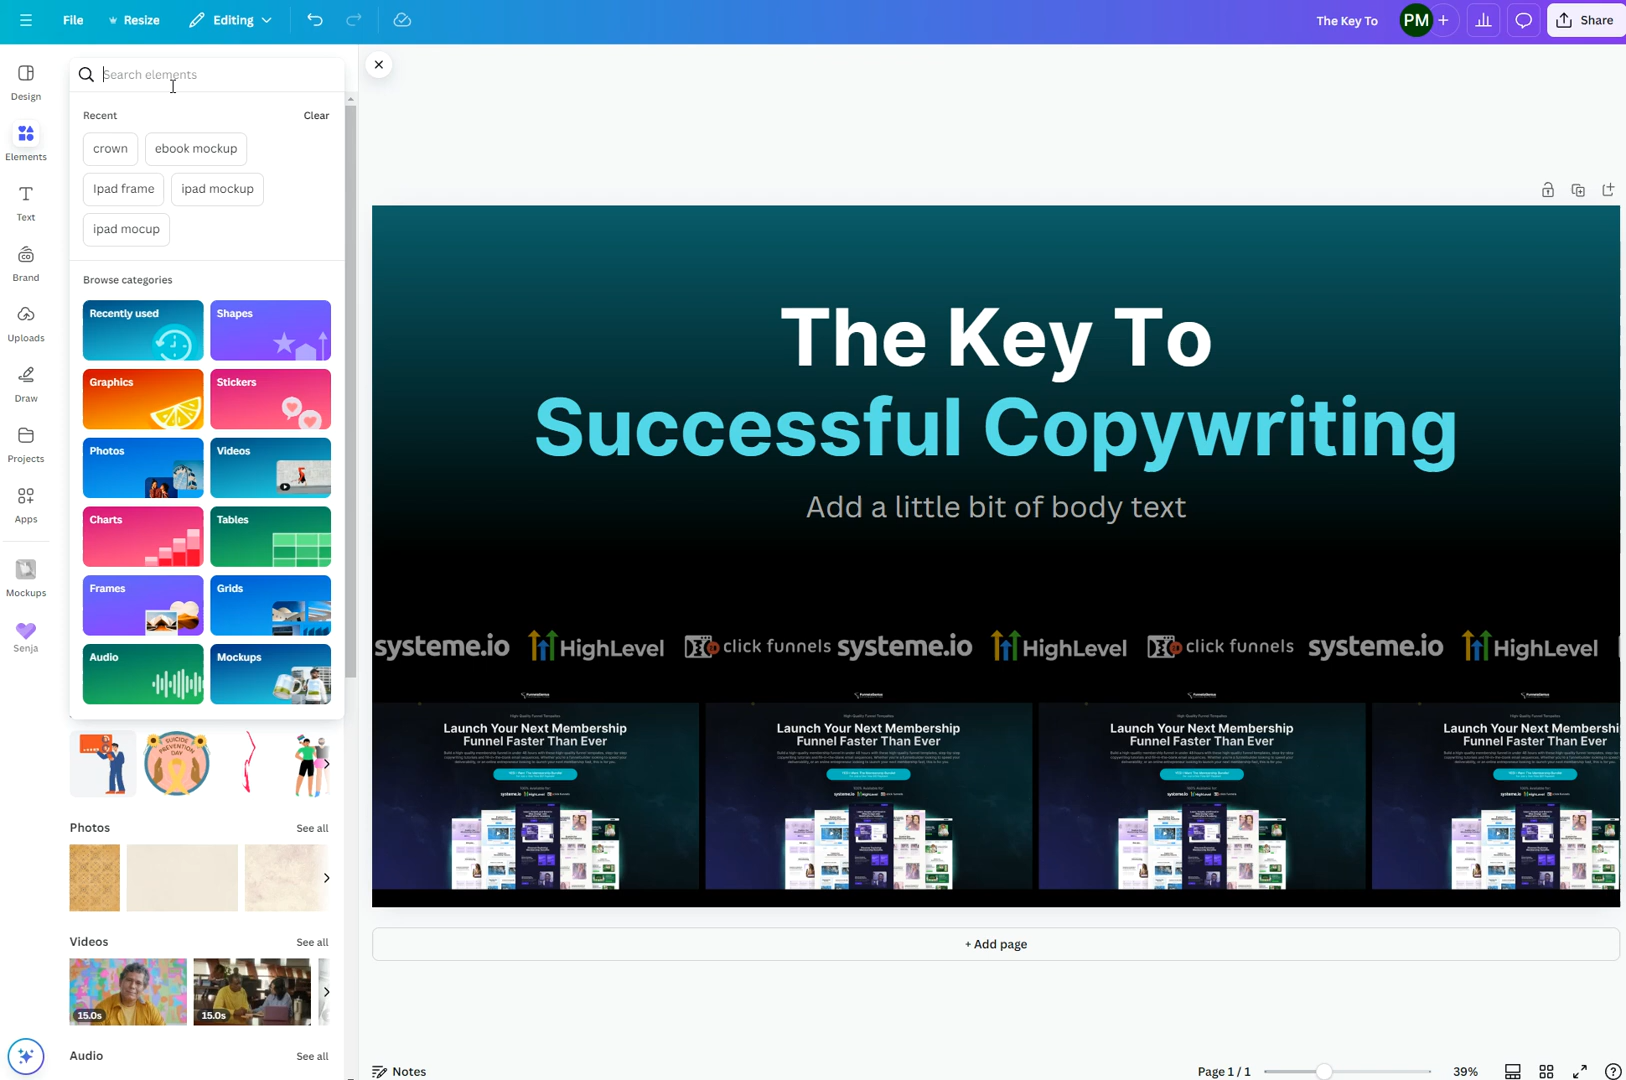 File
Resize
Editing
The Key To
PM
+
Share
Design
Elements
Text
Brand
Uploads
Draw
Projects
Apps
Mockups
Senja
Search elements
Recent
Clear
crown
ebook mockup
Ipad frame
ipad mockup
ipad mocup
Browse categories
Recently used
Shapes
Graphics
Stickers
Photos
Videos
Charts
Tables
Frames
Grids
Audio
Mockups
SUICIDE PREVENTION DAY
Photos
See all
Videos
See all
15.0s
15.0s
Audio
See all
The Key To
Successful Copywriting
Add a little bit of body text
systeme.io HighLevel click funnels systeme.io HighLevel click funnels systeme.io HighLevel
Launch Your Next Membership
Funnel Faster Than Ever
Launch Your Next Membership
Funnel Faster Than Ever
Launch Your Next Membership
Funnel Faster Than Ever
Launch Your Next Members
Funnel Faster Than Ever
+ Add page
Notes
Page 1 / 1
39%